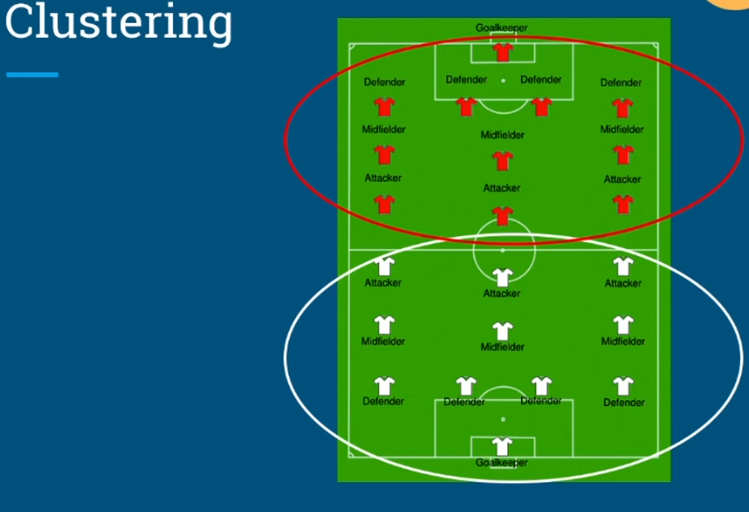 Clustering
Goalkeeper
Defender Defender Defender Defender
Midfielder Midfielder Midfielder
Attacker Attacker Attacker
Attacker Attacker Attacker
Midfielder Midfielder Midfielder
Defender Defender Defender Defender
Goalkeeper